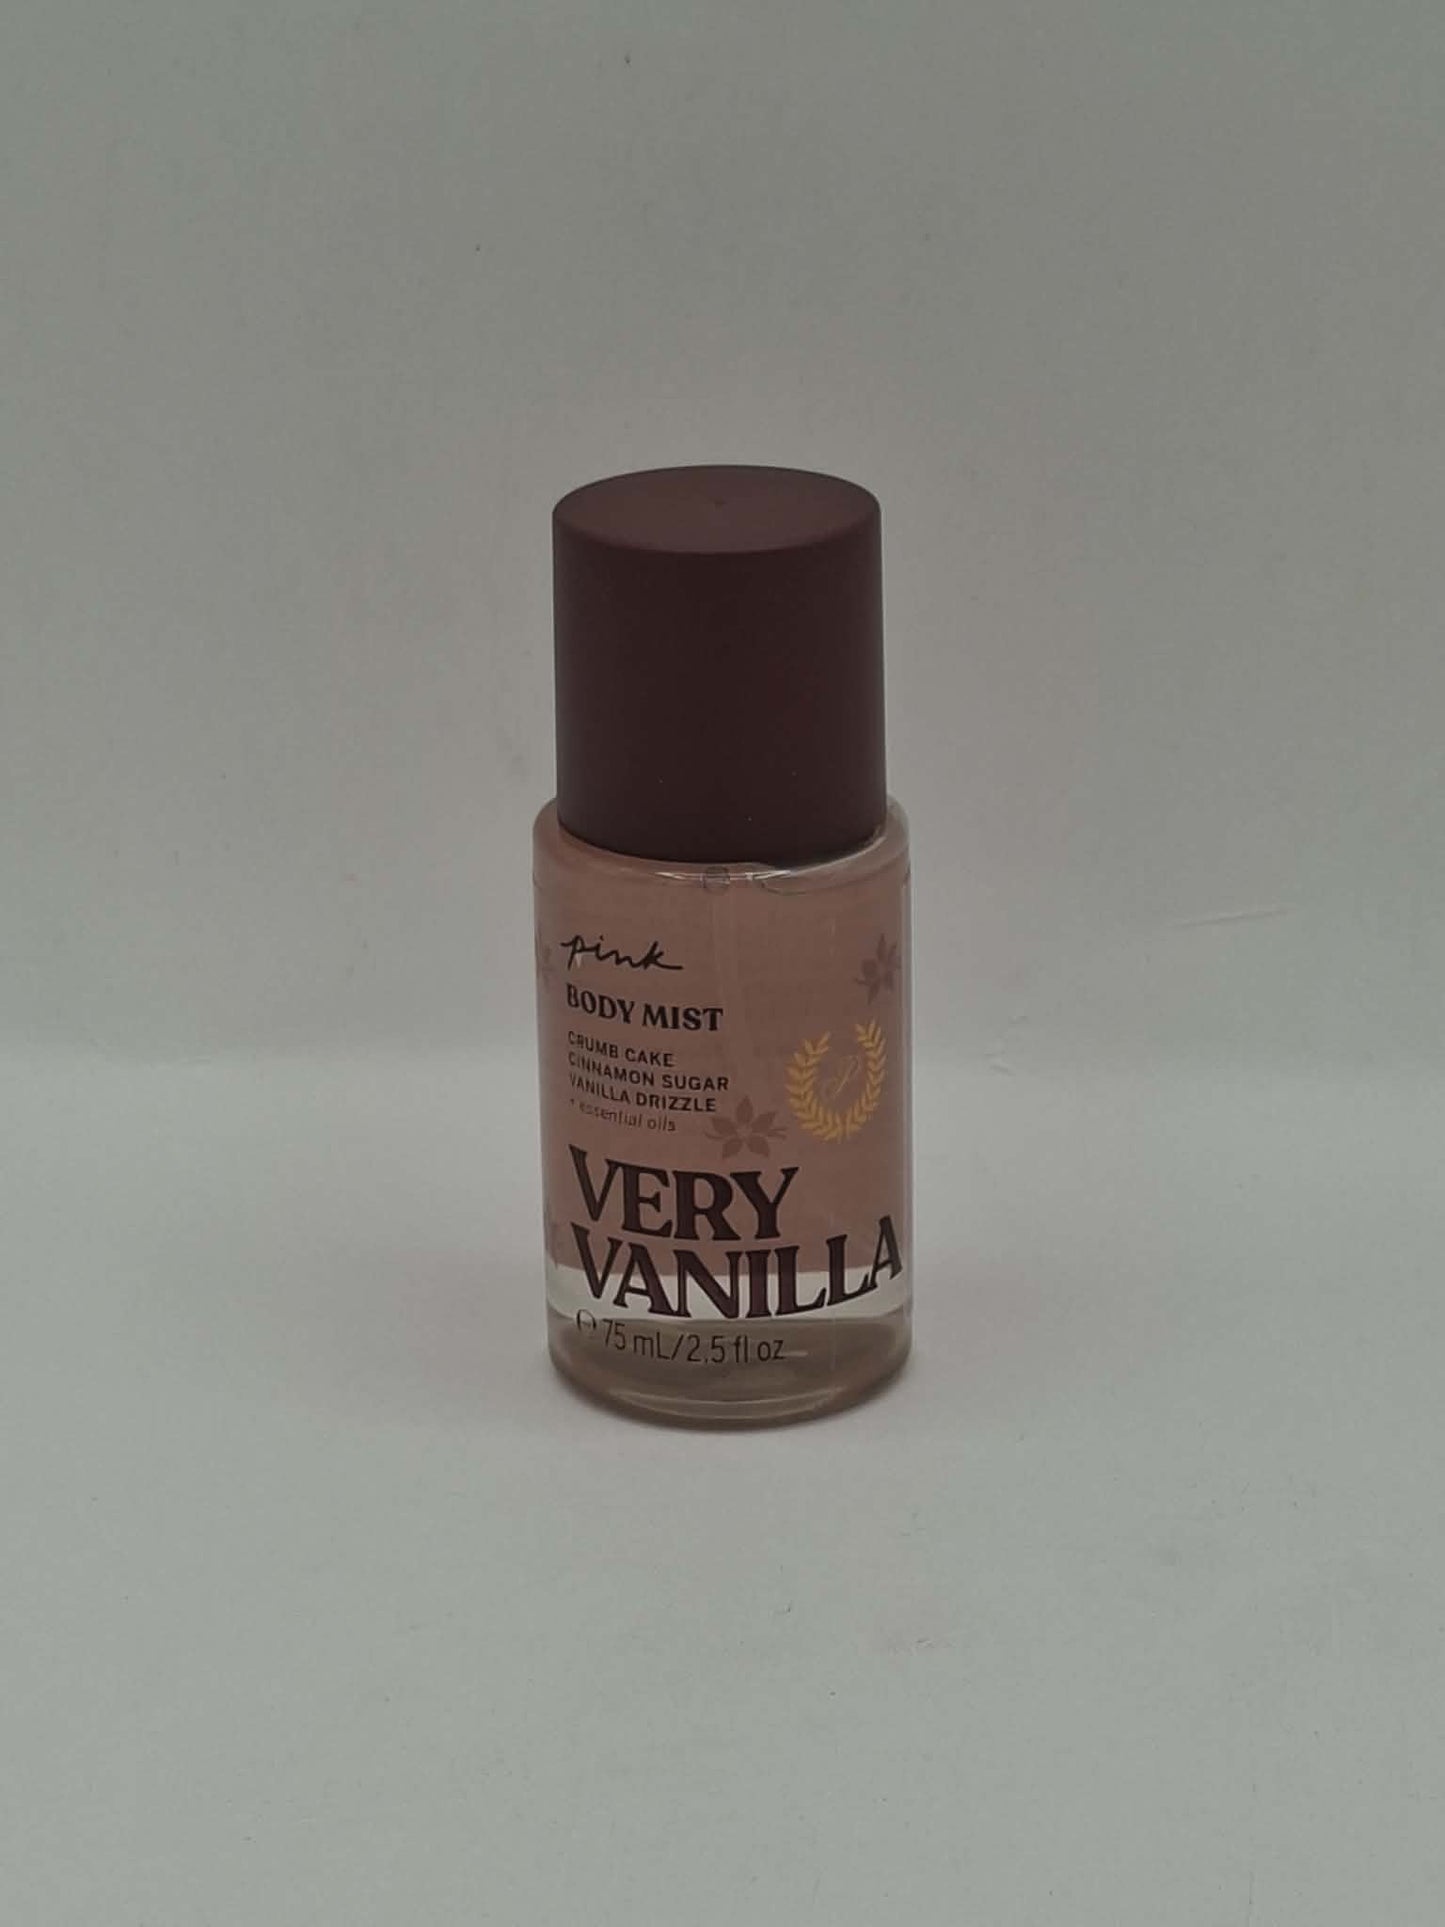 pink
BODY MIST
CRUMB CAKE
CINNAMON SUGAR
VANILLA DRIZZLE
+ essential oils
P
VERY
VANILLA
℮ 75 mL/2.5 fl oz